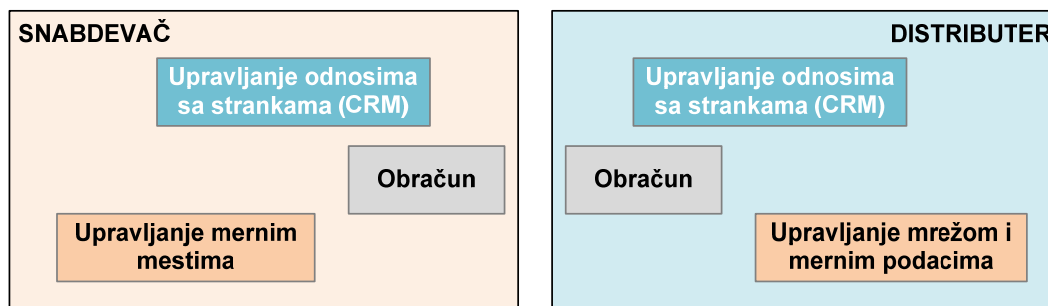 SNABDEVAČ
Upravljanje odnosima
sa strankama (CRM)
Obračun
Upravljanje mernim
mestima
DISTRIBUTER
Upravljanje odnosima
sa strankama (CRM)
Obračun
Upravljanje mrežom i
mernim podacima